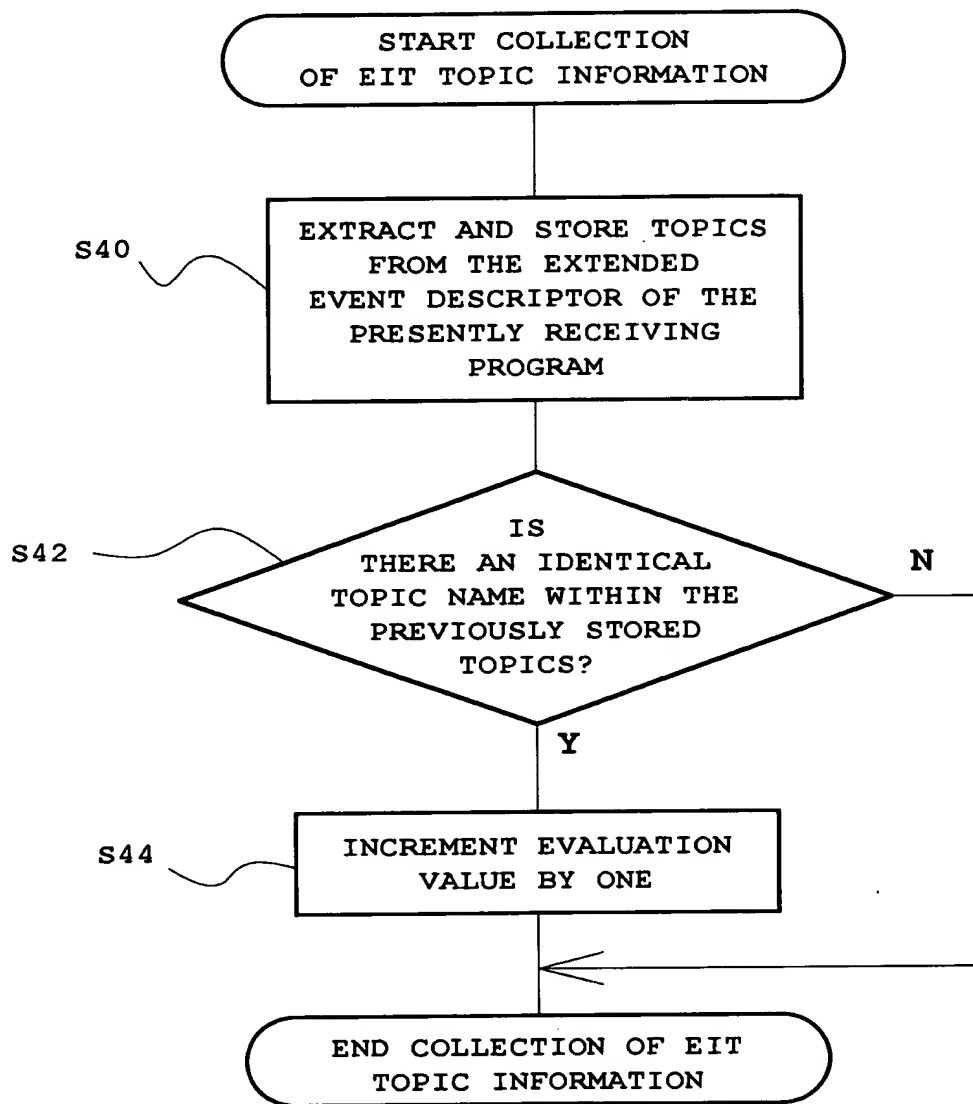 START COLLECTION
OF EIT TOPIC INFORMATION
S40
EXTRACT AND STORE TOPICS
FROM THE EXTENDED
EVENT DESCRIPTOR OF THE
PRESENTLY RECEIVING
PROGRAM
S42
IS
THERE AN IDENTICAL
TOPIC NAME WITHIN THE
PREVIOUSLY STORED
TOPICS?
N
Y
S44
INCREMENT EVALUATION
VALUE BY ONE
END COLLECTION OF EIT
TOPIC INFORMATION